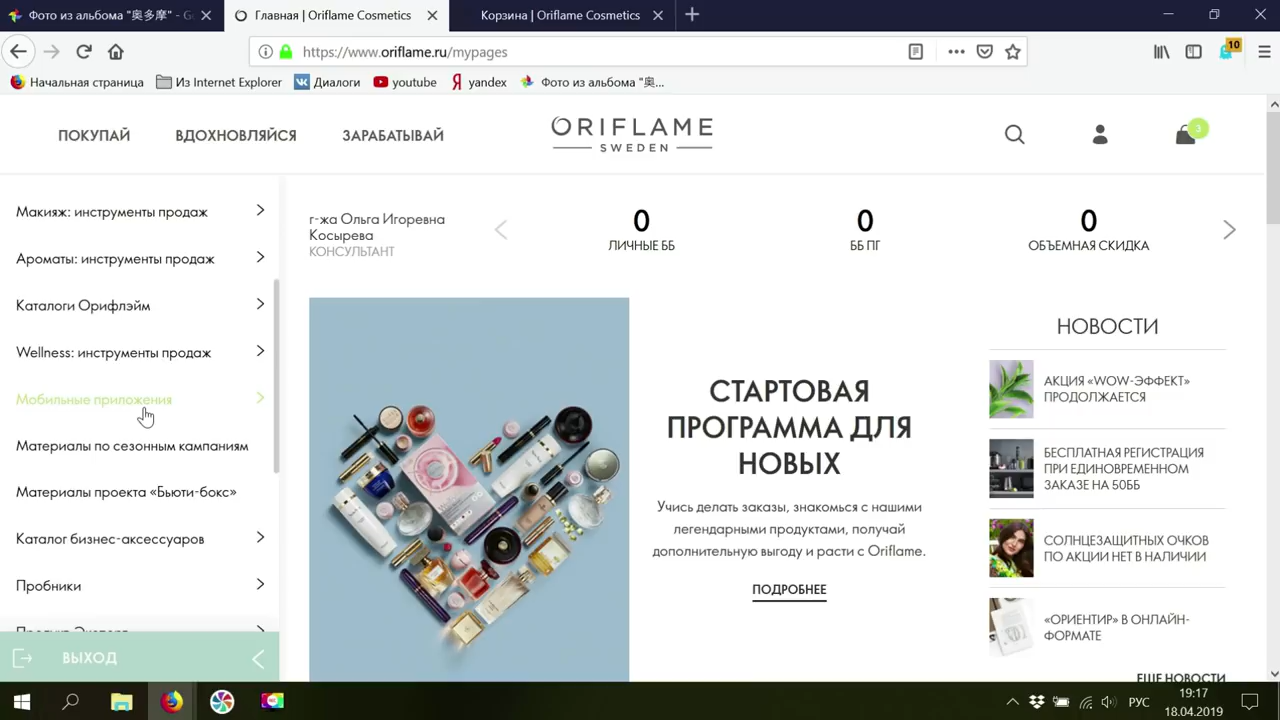 Фото из альбома "奥多摩" - G
Главная | Oriflame Cosmetics
Корзина | Oriflame Cosmetics
https://www.oriflame.ru/mypages
10
Начальная страница
Из Internet Explorer
Диалоги
youtube
yandex
Фото из альбома "奥...
ПОКУПАЙ
ВДОХНОВЛЯЙСЯ
ЗАРАБАТЫВАЙ
ORIFLAME
SWEDEN
3
Макияж: инструменты продаж
Ароматы: инструменты продаж
Каталоги Орифлэйм
Wellness: инструменты продаж
Мобильные приложения
Материалы по сезонным кампаниям
Материалы проекта «Бьюти-бокс»
Каталог бизнес-аксессуаров
Пробники
Продукт Эксперт
ВЫХОД
г-жа Ольга Игоревна
Косырева
КОНСУЛЬТАНТ
0
ЛИЧНЫЕ ББ
0
ББ ПГ
0
ОБЪЕМНАЯ СКИДКА
СТАРТОВАЯ
ПРОГРАММА ДЛЯ
НОВЫХ
Учись делать заказы, знакомься с нашими
легендарными продуктами, получай
дополнительную выгоду и расти с Oriflame.
ПОДРОБНЕЕ
НОВОСТИ
АКЦИЯ «WOW-ЭФФЕКТ»
ПРОДОЛЖАЕТСЯ
БЕСПЛАТНАЯ РЕГИСТРАЦИЯ
ПРИ ЕДИНОВРЕМЕННОМ
ЗАКАЗЕ НА 50ББ
СОЛНЦЕЗАЩИТНЫХ ОЧКОВ
ПО АКЦИИ НЕТ В НАЛИЧИИ
«ОРИЕНТИР» В ОНЛАЙН-
ФОРМАТЕ
ЕЩЕ НОВОСТИ
РУС
19:17
18.04.2019